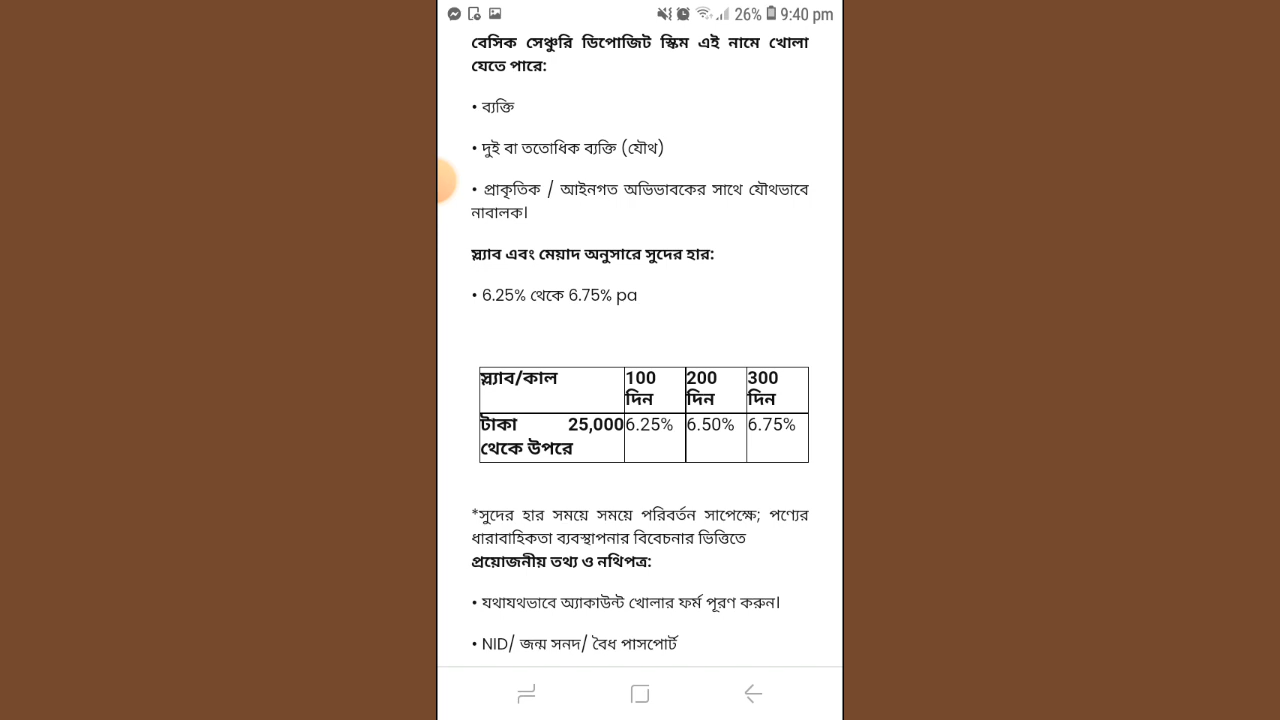 26% 9:40 pm
বেসিক সেঞ্চুরি ডিপোজিট স্কিম এই নামে খোলা
যেতে পারে:
• ব্যক্তি
• দুই বা ততোধিক ব্যক্তি (যৌথ)
• প্রাকৃতিক / আইনগত অভিভাবকের সাথে যৌথভাবে
নাবালক।
স্ল্যাব এবং মেয়াদ অনুসারে সুদের হার:
• 6.25% থেকে 6.75% pa
স্ল্যাব/কাল 100 দিন 200 দিন 300 দিন
টাকা 25,000 থেকে উপরে 6.25% 6.50% 6.75%
*সুদের হার সময়ে সময়ে পরিবর্তন সাপেক্ষে; পণ্যের
ধারাবাহিকতা ব্যবস্থাপনার বিবেচনার ভিত্তিতে
প্রয়োজনীয় তথ্য ও নথিপত্র:
• যথাযথভাবে অ্যাকাউন্ট খোলার ফর্ম পূরণ করুন।
• NID/ জন্ম সনদ/ বৈধ পাসপোর্ট